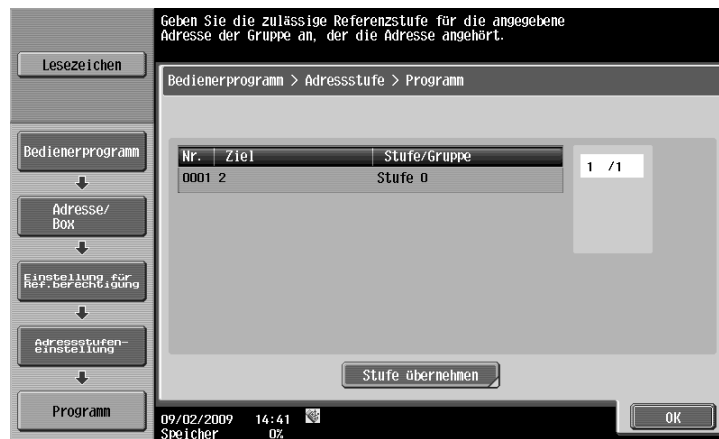 Geben Sie die zulässige Referenzstufe für die angegebene
Adresse der Gruppe an, der die Adresse angehört.
Lesezeichen
Bedienerprogramm > Adressstufe > Programm
Bedienerprogramm
Adresse/
Box
Einstellung für
Ref.berechtigung
Adressstufen-
einstellung
Programm
Nr. Ziel Stufe/Gruppe
0001 2 Stufe 0
1 /1
Stufe übernehmen
09/02/2009 14:41
Speicher 0%
OK